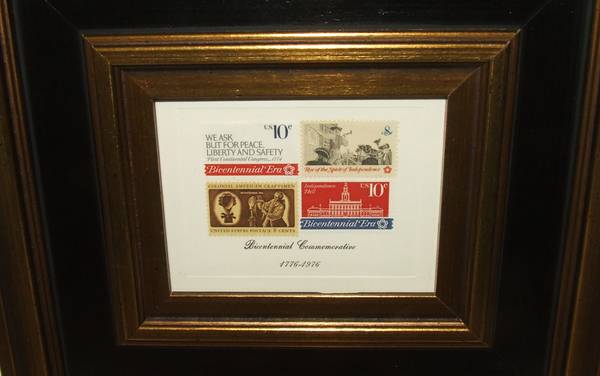 US 10c
WE ASK
BUT FOR PEACE,
LIBERTY AND SAFETY
First Continental Congress, 1774
Bicentennial Era
8c
US
Rise of the Spirit of Independence
COLONIAL AMERICAN CRAFTSMEN
UNITED STATES POSTAGE 8 CENTS
Independence
Hall
US 10c
Bicentennial Era
Bicentennial Commemorative
1776-1976